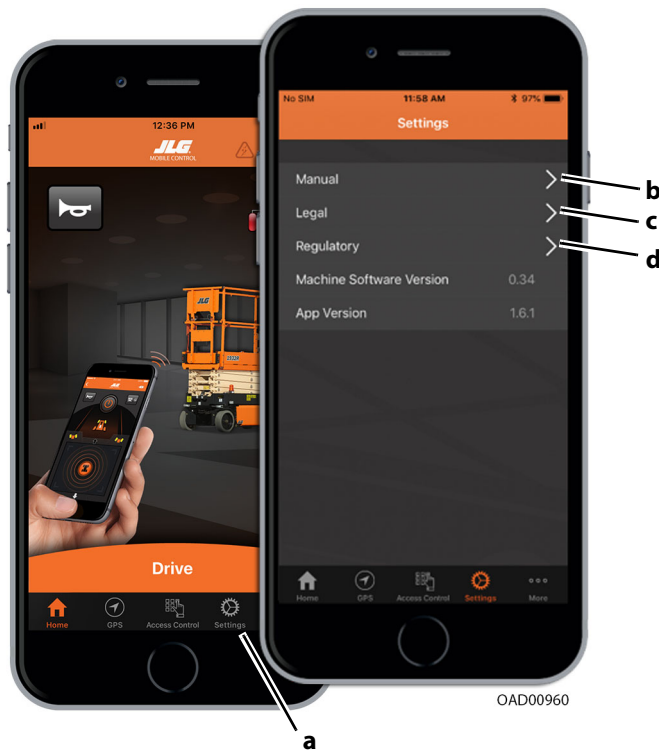 12:36 PM
JLG
MOBILE CONTROL
JLG
Drive
Home
GPS
Access Control
Settings
No SIM
11:58 AM
97%
Settings
Manual
Legal
Regulatory
Machine Software Version 0.34
App Version 1.6.1
Home
GPS
Access Control
Settings
More
a
b
c
d
OAD00960